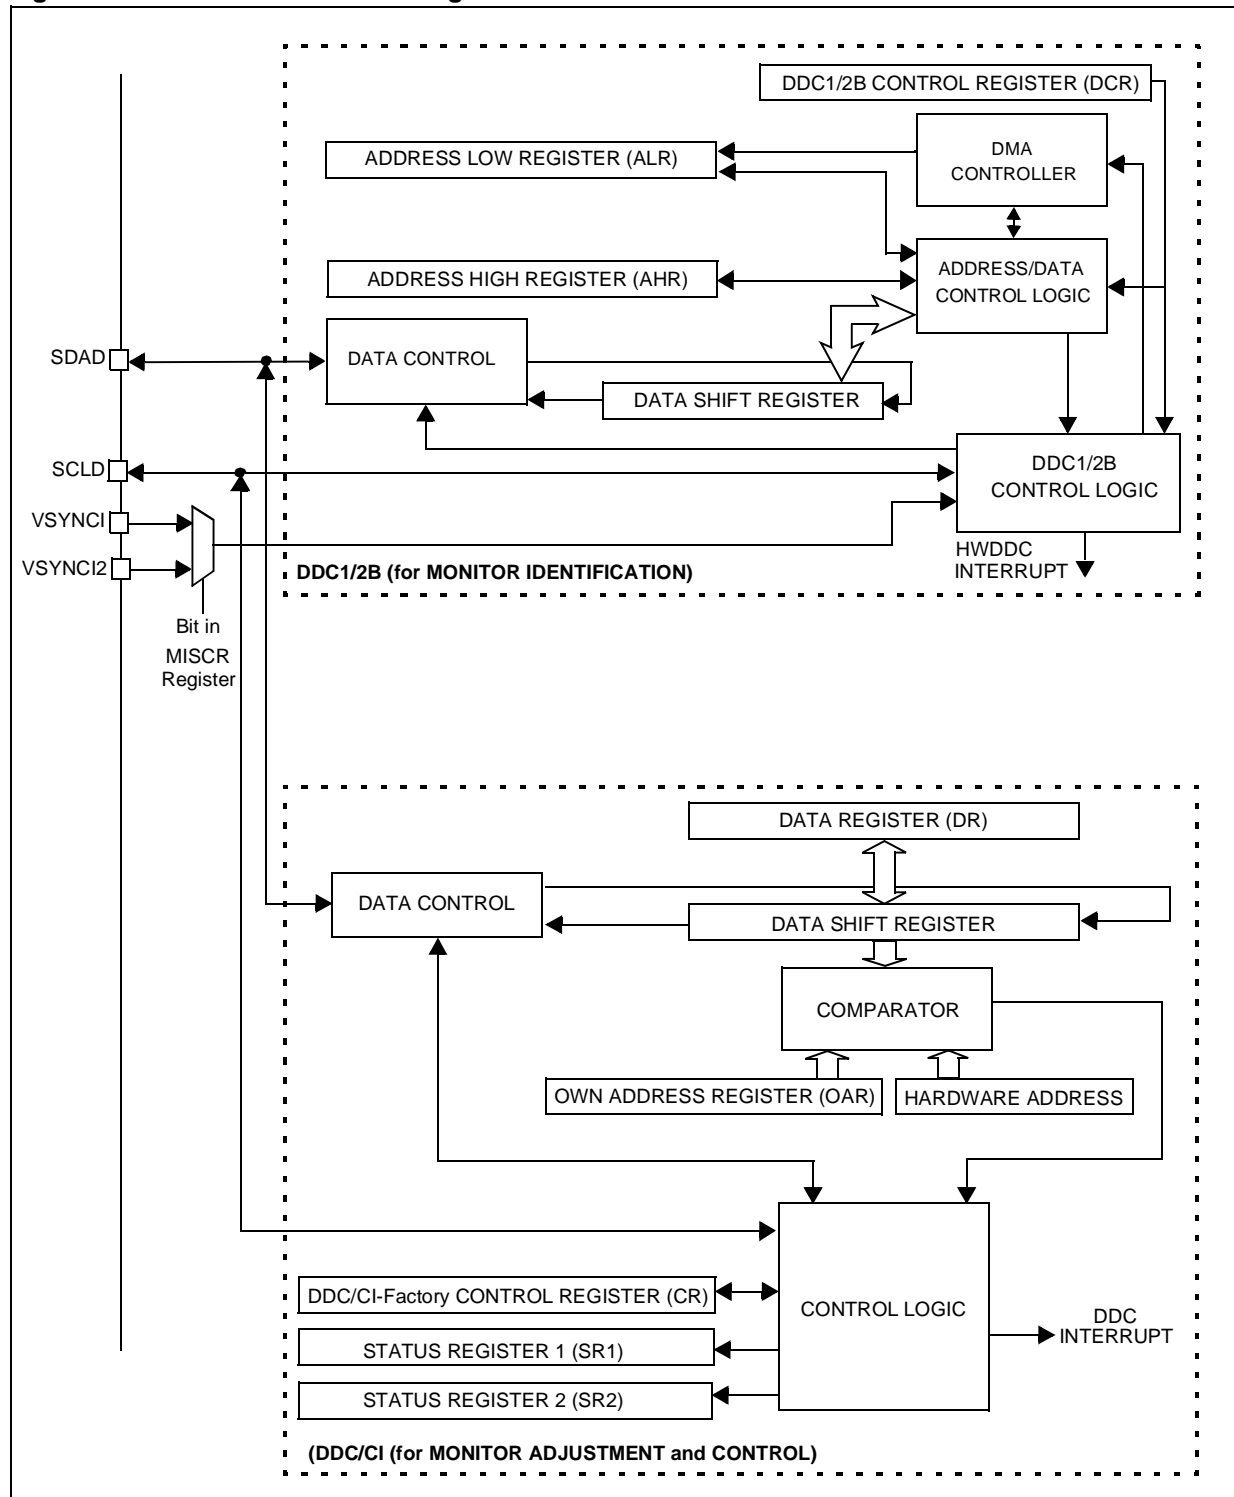 DDC1/2B CONTROL REGISTER (DCR)
ADDRESS LOW REGISTER (ALR)
DMA
CONTROLLER
ADDRESS HIGH REGISTER (AHR)
ADDRESS/DATA
CONTROL LOGIC
SDAD
DATA CONTROL
DATA SHIFT REGISTER
SCLD
DDC1/2B
CONTROL LOGIC
VSYNCI
VSYNCI2
HWDDC
INTERRUPT
DDC1/2B (for MONITOR IDENTIFICATION)
Bit in
MISCR
Register
DATA REGISTER (DR)
DATA CONTROL
DATA SHIFT REGISTER
COMPARATOR
OWN ADDRESS REGISTER (OAR)
HARDWARE ADDRESS
DDC/CI-Factory CONTROL REGISTER (CR)
CONTROL LOGIC
DDC
INTERRUPT
STATUS REGISTER 1 (SR1)
STATUS REGISTER 2 (SR2)
(DDC/CI (for MONITOR ADJUSTMENT and CONTROL)